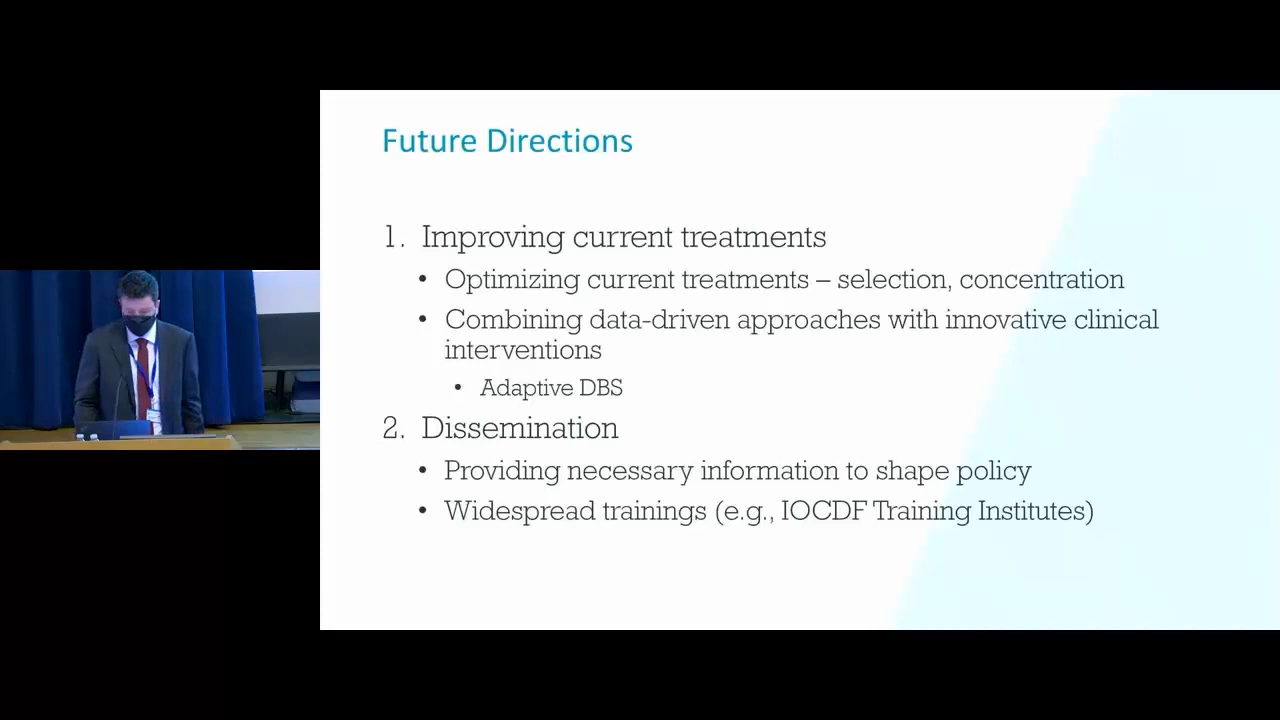 Future Directions
1. Improving current treatments
• Optimizing current treatments – selection, concentration
• Combining data-driven approaches with innovative clinical
interventions
• Adaptive DBS
2. Dissemination
• Providing necessary information to shape policy
• Widespread trainings (e.g., IOCDF Training Institutes)